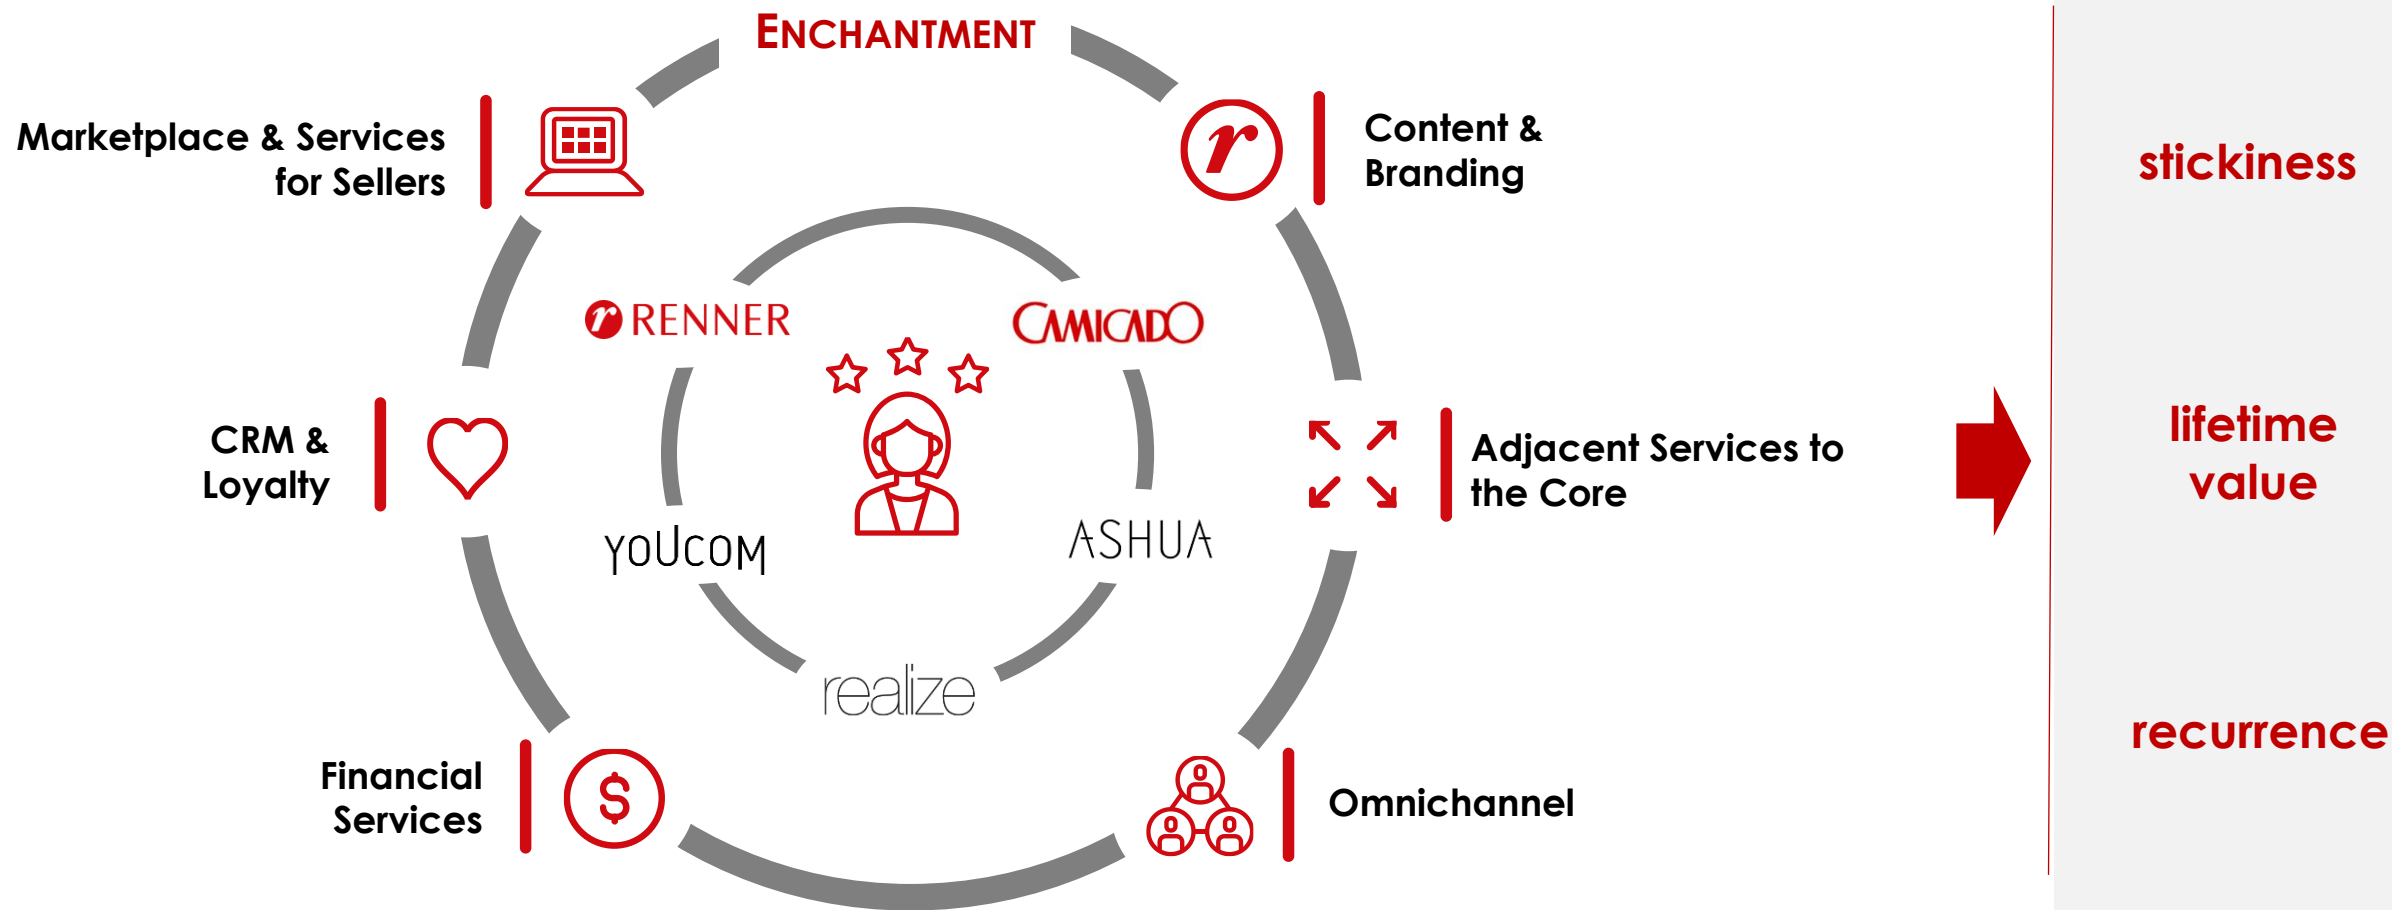 ENCHANTMENT
Marketplace & Services
for Sellers
r
Content &
Branding
stickiness
r RENNER
CAMICADO
CRM &
Loyalty
Adjacent Services to
the Core
lifetime
value
YOUCOM
ASHUA
realize
recurrence
Financial
Services
$
Omnichannel